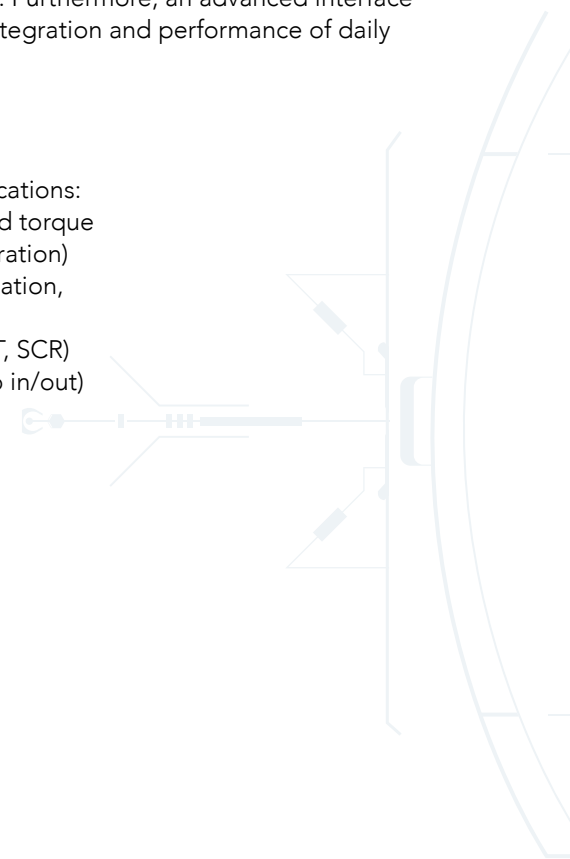 . Furthermore, an advanced interface
tegration and performance of daily
cations:
d torque
ration)
ation,
T, SCR)
o in/out)